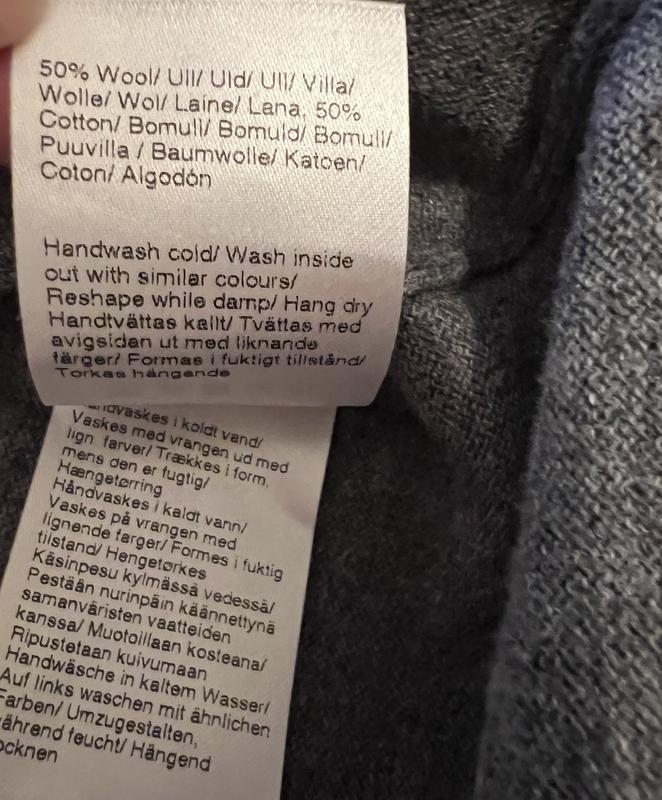 50% Wool/ Ull/ Uld/ Ull/ Villa/
Wolle/ Wol/ Laine/ Lana, 50%
Cotton/ Bomull/ Bomuld/ Bomull/
Puuvilla / Baumwolle/ Katoen/
Coton/ Algodón
Handwash cold/ Wash inside
out with similar colours/
Reshape while damp/ Hang dry
Handtvättas kallt/ Tvättas med
avigsidan ut med liknande
färger/ Formas i fuktigt tillstånd/
Torkas hängande
i koldt vand/
Vaskes med vrangen ud med
lign. farver/ Trækkes i form,
mens den er fugtig/
Hængetørring
Håndvaskes i kaldt vann/
Vaskes på vrangen med
lignende farger/ Formes i fuktig
tilstand/ Hengetørkes
Käsinpesu kylmässä vedessä/
Pestään nurinpäin käännettynä
samanväristen vaatteiden
kanssa/ Muotoillaan kosteana/
Ripustetaan kuivumaan
Handwäsche in kaltem Wasser/
Auf links waschen mit ähnlichen
Farben/ Umzugestalten,
feucht/ Hängend